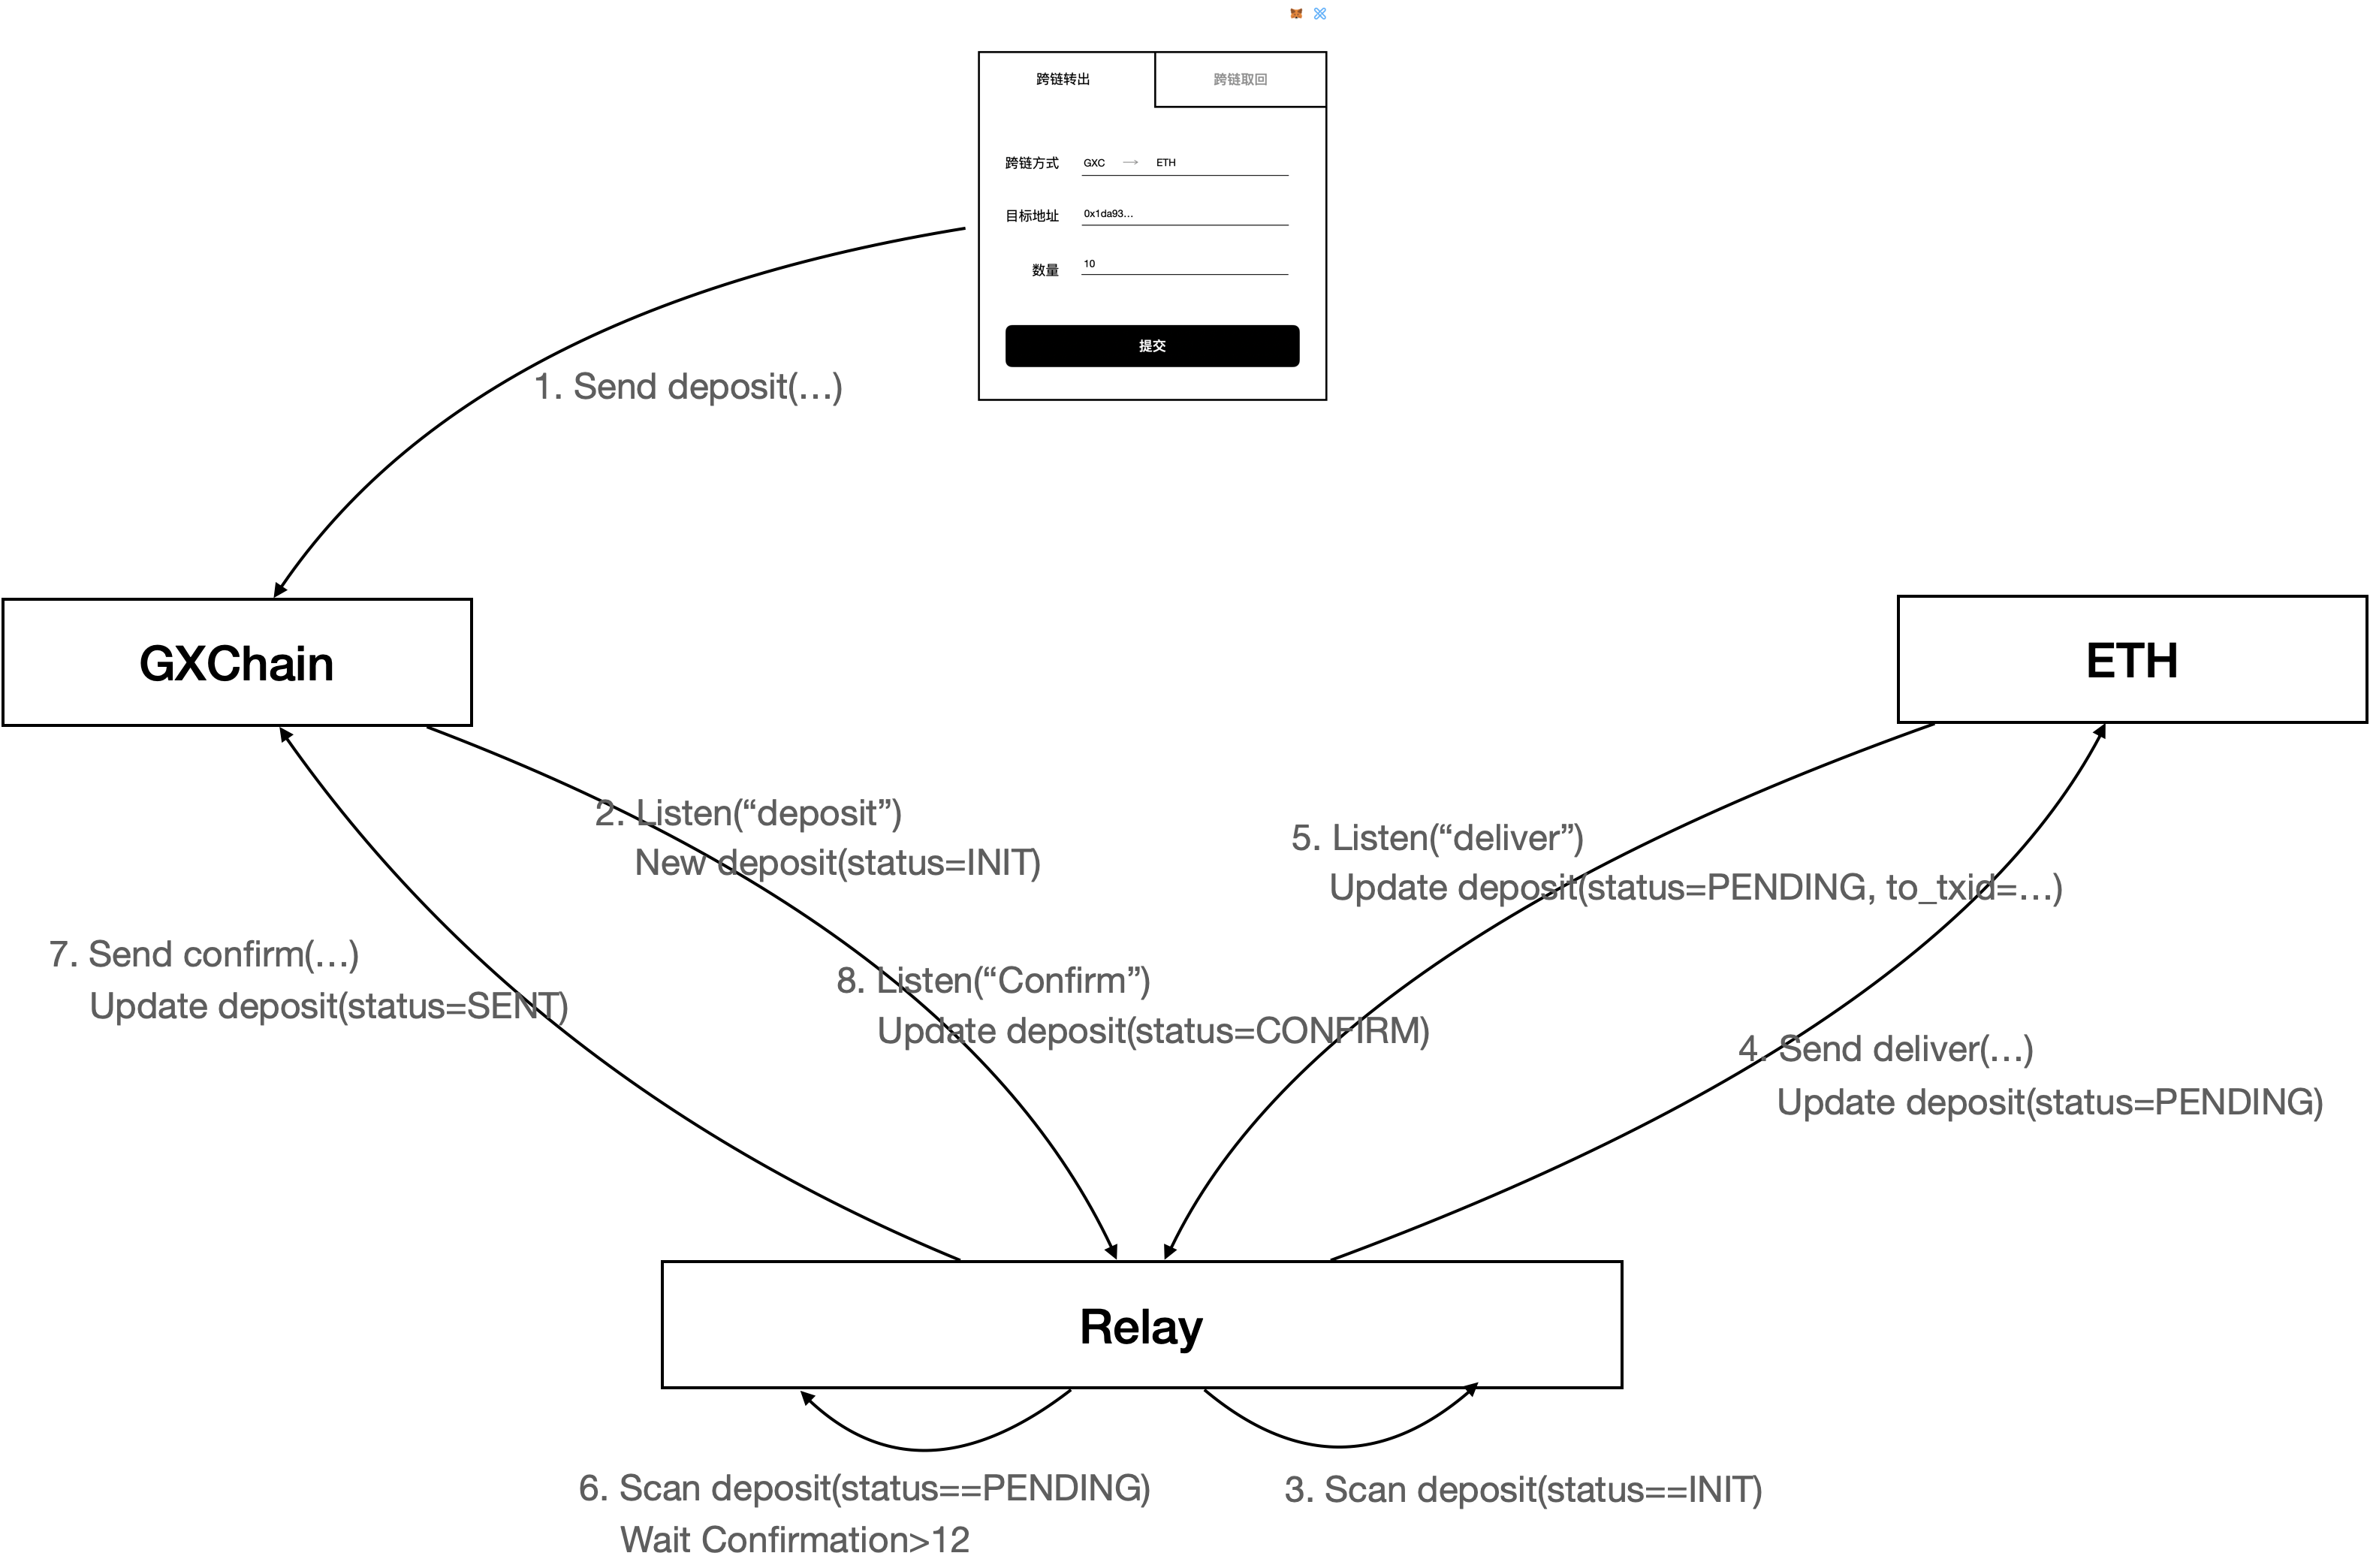 跨链转出
跨链取回
跨链方式 GXC → ETH
目标地址 0x1da93...
数量 10
提交
1. Send deposit(...)
GXChain
ETH
2. Listen(“deposit”)
New deposit(status=INIT)
5. Listen(“deliver”)
Update deposit(status=PENDING, to_txid=...)
7. Send confirm(...)
Update deposit(status=SENT)
8. Listen(“Confirm”)
Update deposit(status=CONFIRM)
4. Send deliver(...)
Update deposit(status=PENDING)
Relay
6. Scan deposit(status==PENDING)
Wait Confirmation>12
3. Scan deposit(status==INIT)